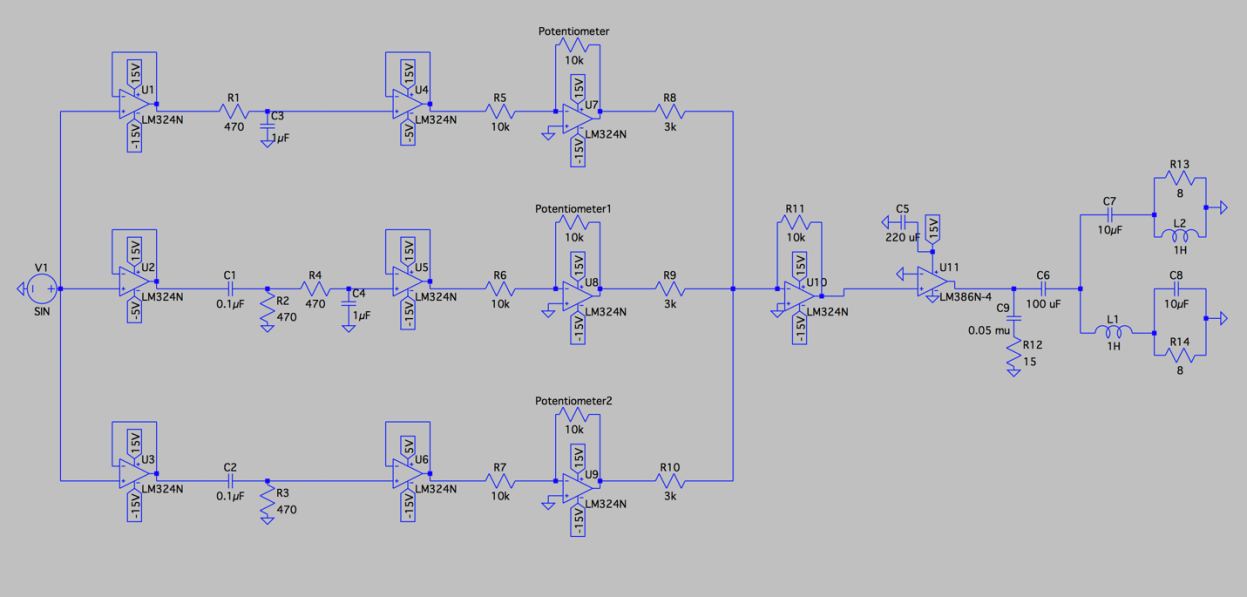 Potentiometer
10k
15V
U1
LM324N
-15V
R1
470
C3
1µF
15V
U4
LM324N
-5V
R5
10k
15V
U7
LM324N
-15V
R8
3k
V1
SIN
15V
U2
LM324N
-5V
C1
0.1µF
R2
470
R4
470
C4
1µF
15V
U5
LM324N
-15V
R6
10k
Potentiometer1
10k
15V
U8
LM324N
-15V
R9
3k
R11
10k
15V
U10
LM324N
-15V
C5
220 uF
15V
U11
LM386N-4
C9
0.05 mu
R12
15
C6
100 uF
C7
10µF
R13
8
L2
1H
L1
1H
C8
10µF
R14
8
15V
U3
LM324N
-15V
C2
0.1µF
R3
470
5V
U6
LM324N
-15V
R7
10k
Potentiometer2
10k
15V
U9
LM324N
-15V
R10
3k